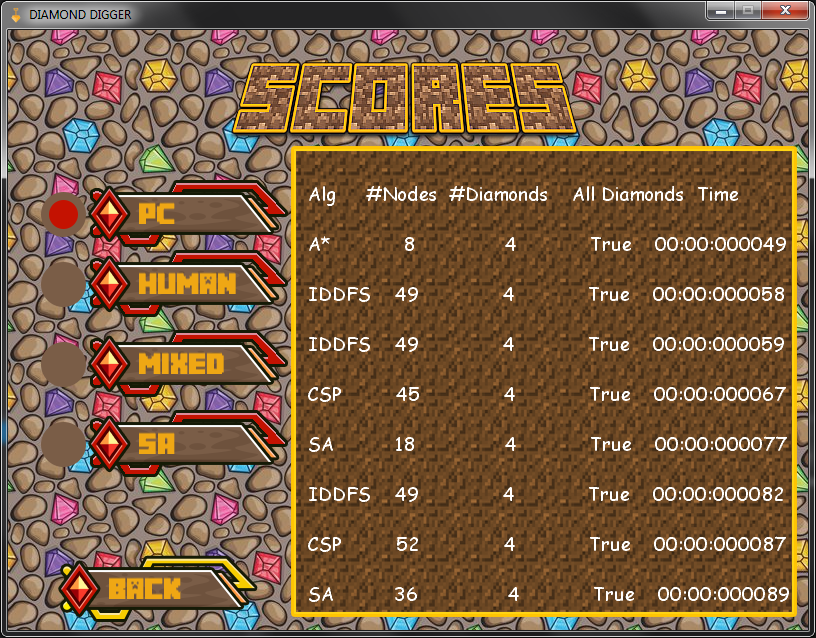 DIAMOND DIGGER
SCORES
PC
HUMAN
MIXED
SA
BACK
Alg #Nodes #Diamonds All Diamonds Time
A* 8 4 True 00:00:000049
IDDFS 49 4 True 00:00:000058
IDDFS 49 4 True 00:00:000059
CSP 45 4 True 00:00:000067
SA 18 4 True 00:00:000077
IDDFS 49 4 True 00:00:000082
CSP 52 4 True 00:00:000087
SA 36 4 True 00:00:000089